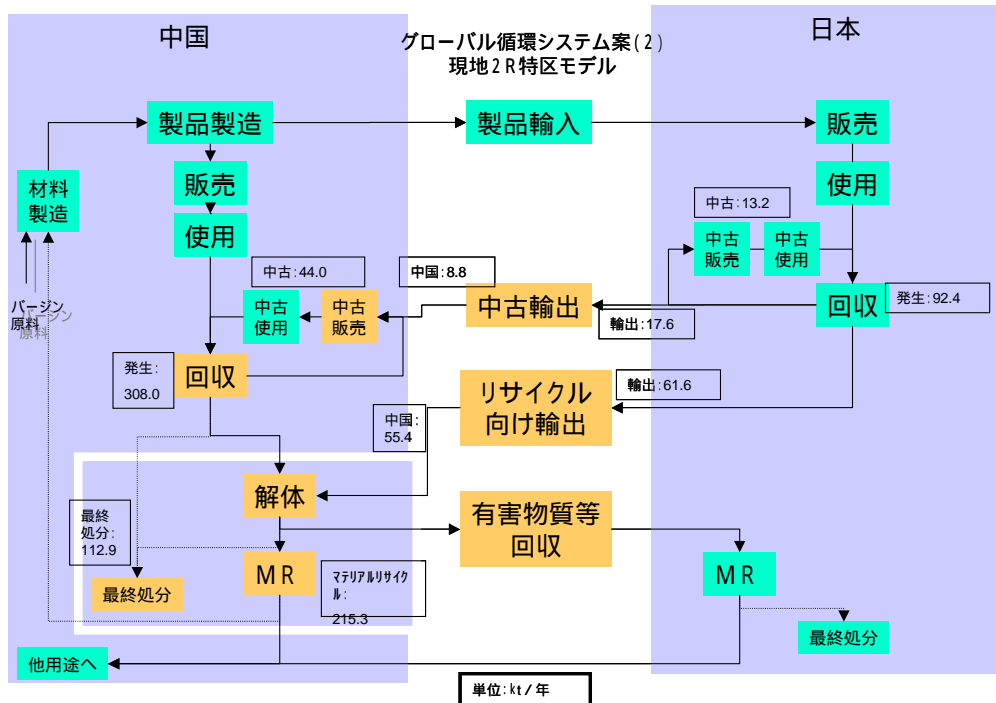 中国
グローバル循環システム案(2)
現地2R特区モデル
日本
製品製造
製品輸入
販売
材料
製造
販売
使用
使用
中古:13.2
中古
販売
中古
使用
バージン
原料
バージン
原料
中古:44.0
中国:8.8
中古
使用
中古
販売
中古輸出
回収
発生:92.4
輸出:17.6
発生:
308.0
回収
リサイクル
向け輸出
輸出:61.6
中国:
55.4
解体
最終
処分:
112.9
有害物質等
回収
MR
マテリアルリサイク
ル:
215.3
MR
最終処分
最終処分
他用途へ
単位:kt/年